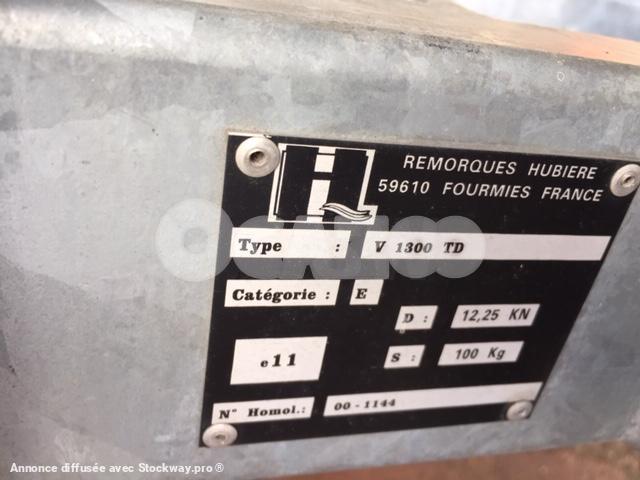 REMORQUES HUBIERE
59610 FOURMIES FRANCE
Type : V 1300 TD
Catégorie : E
D : 12,25 KN
e11
S : 100 Kg
N° Homol.: 00-1144
Annonce diffusée avec Stockway.pro®